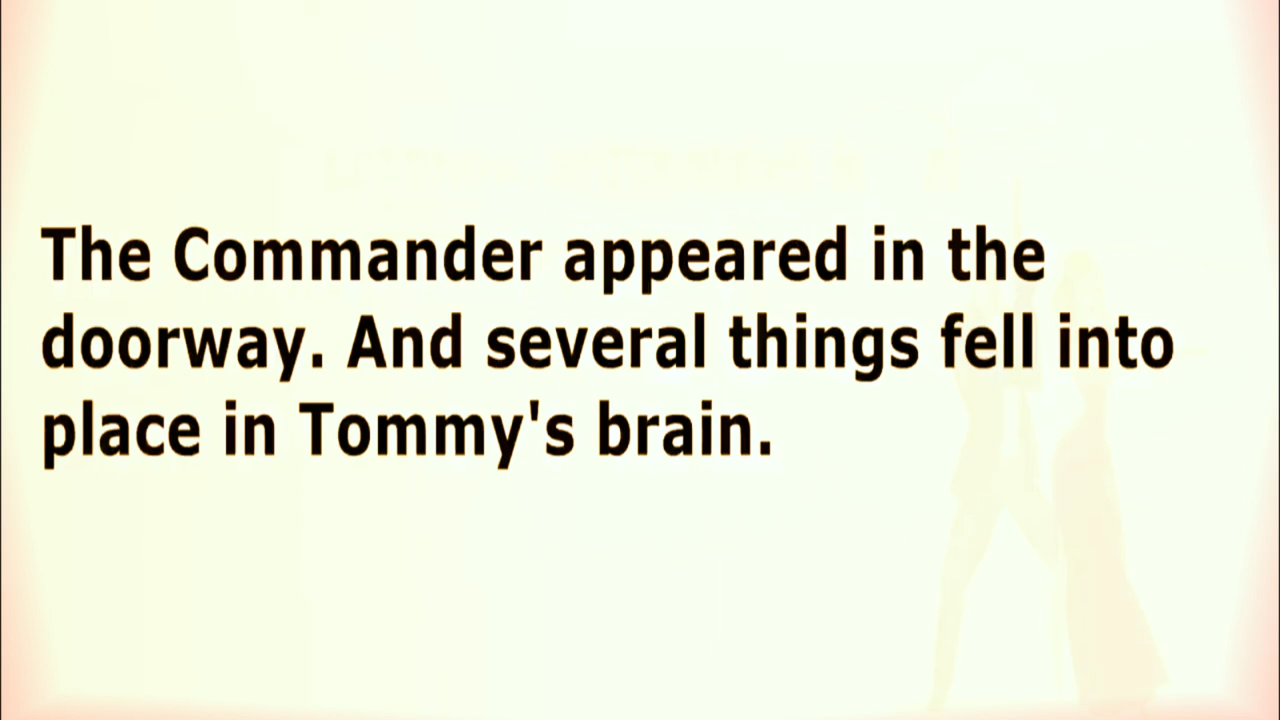 The Commander appeared in the
doorway. And several things fell into
place in Tommy's brain.